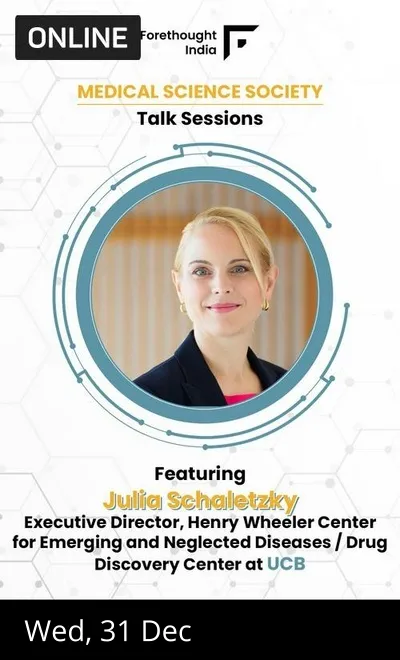 ONLINE
Forethought
India
MEDICAL SCIENCE SOCIETY
Talk Sessions
Featuring
Julia Schaletzky
Executive Director, Henry Wheeler Center
for Emerging and Neglected Diseases / Drug
Discovery Center at UCB
Wed, 31 Dec